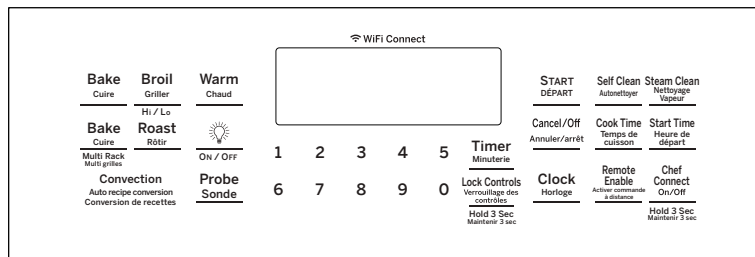 WiFi Connect
Bake
Cuire
Broil
Griller
Hi / Lo
Warm
Chaud
Bake
Cuire
Multi Rack
Multi grilles
Roast
Rôtir
ON / OFF
Convection
Auto recipe conversion
Conversion de recettes
Probe
Sonde
1 2 3 4 5
6 7 8 9 0
Timer
Minuterie
Lock Controls
Verrouillage des
contrôles
Hold 3 Sec
Maintenir 3 sec
START
DÉPART
Self Clean
Autonettoyer
Steam Clean
Nettoyage
Vapeur
Cancel/Off
Annuler/arrêt
Cook Time
Temps de
cuisson
Start Time
Heure de
départ
Clock
Horloge
Remote
Enable
Activer commande
à distance
Chef
Connect
On/Off
Hold 3 Sec
Maintenir 3 sec